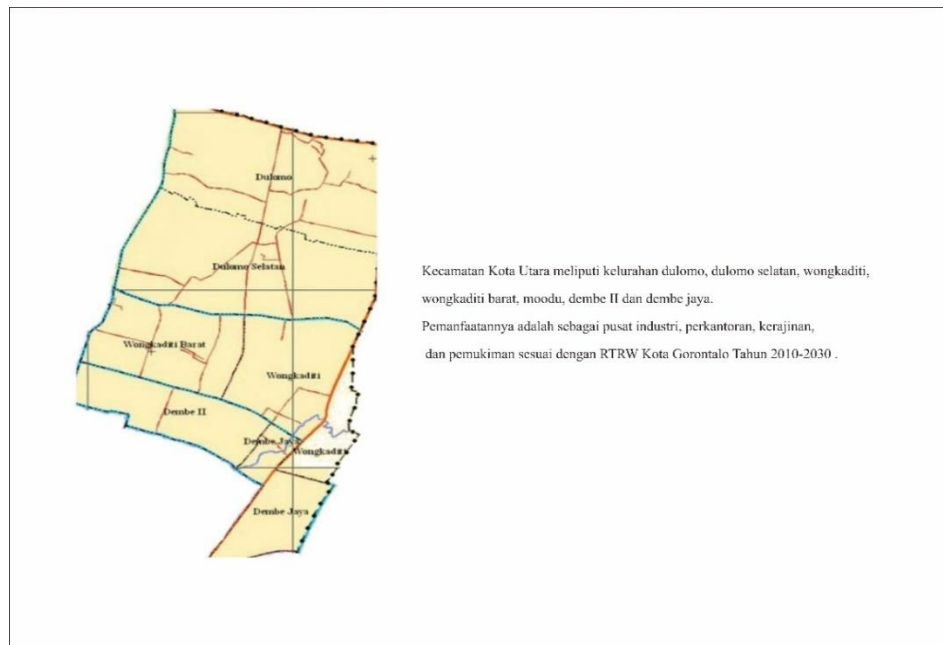 Dulomo
Dulomo Selatan
Wongkaditi Barat
Wongkaditi
Dembe II
Dembe Jaya
Wongkaditi
Dembe Jaya
Kecamatan Kota Utara meliputi kelurahan dulomo, dulomo selatan, wongkaditi,
wongkaditi barat, moodu, dembe II dan dembe jaya.
Pemanfaatannya adalah sebagai pusat industri, perkantoran, kerajinan,
dan pemukiman sesuai dengan RTRW Kota Gorontalo Tahun 2010-2030 .